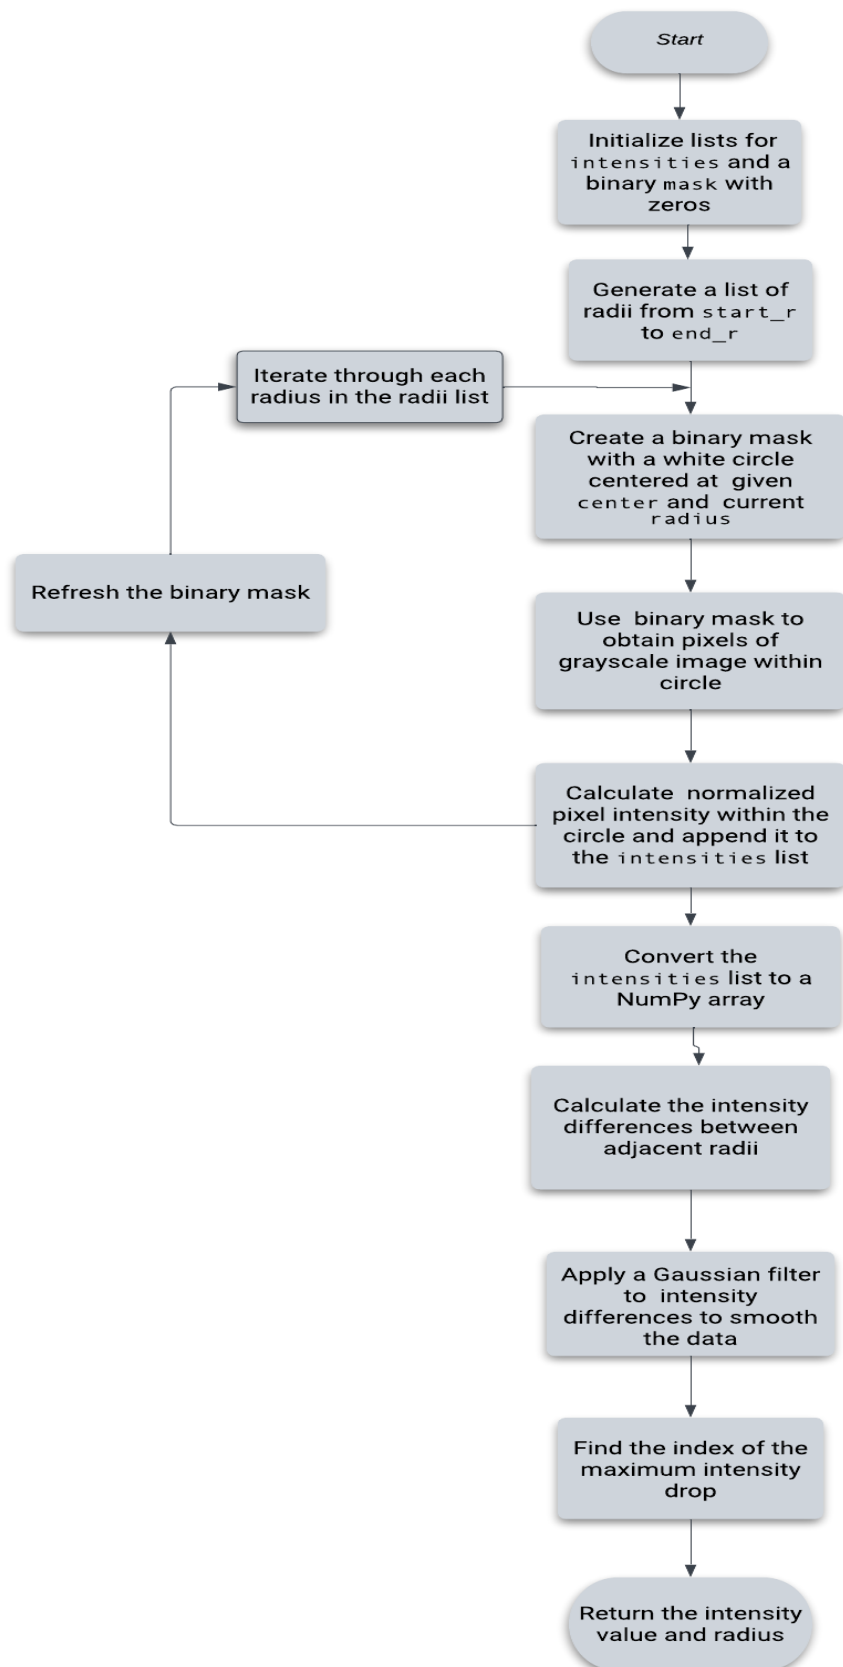 Start
Initialize lists for
intensities and a
binary mask with
zeros
Generate a list of
radii from start_r
to end_r
Iterate through each
radius in the radii list
Create a binary mask
with a white circle
centered at given
center and current
radius
Refresh the binary mask
Use binary mask to
obtain pixels of
grayscale image within
circle
Calculate normalized
pixel intensity within the
circle and append it to
the intensities list
Convert the
intensities list to a
NumPy array
Calculate the intensity
differences between
adjacent radii
Apply a Gaussian filter
to intensity
differences to smooth
the data
Find the index of the
maximum intensity
drop
Return the intensity
value and radius